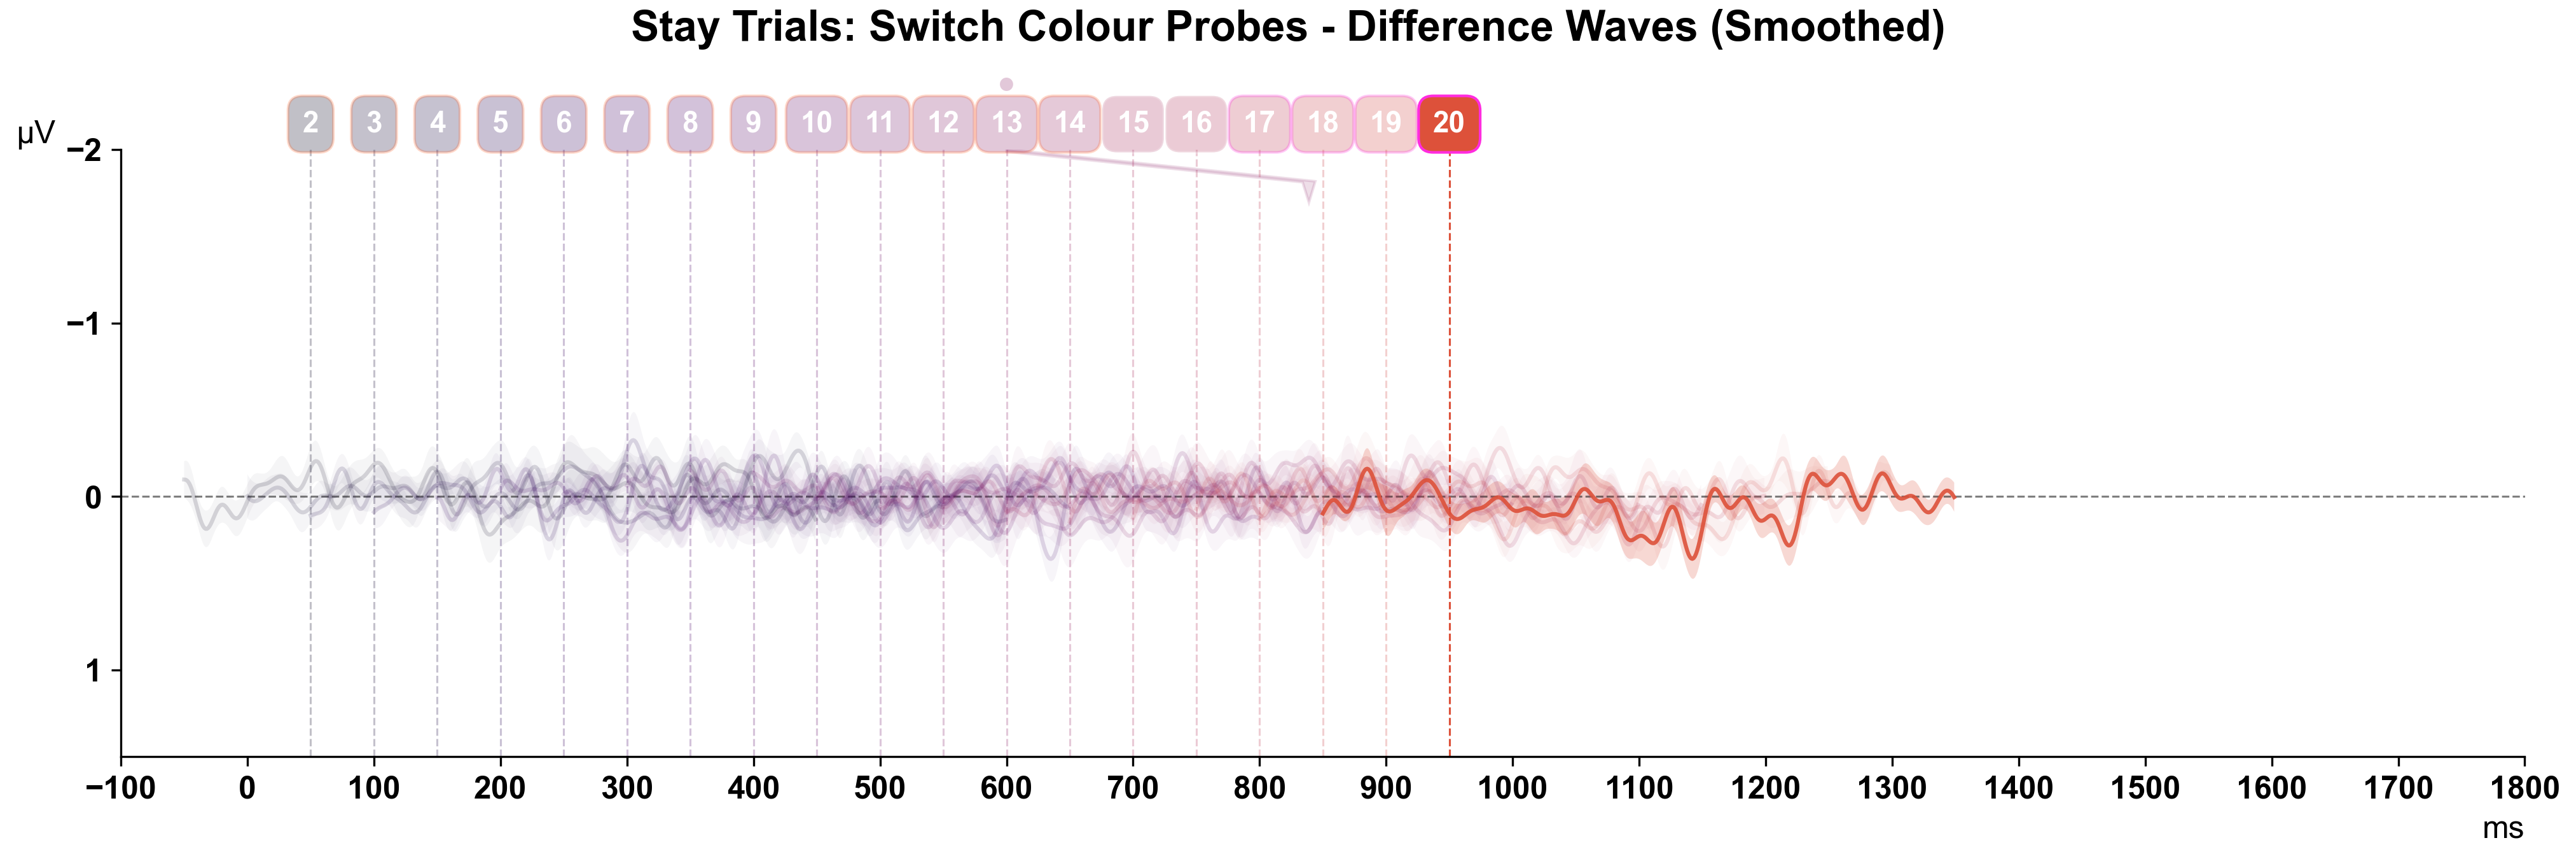 Stay Trials: Switch Colour Probes - Difference Waves (Smoothed)
2 3 4 5 6 7 8 9 10 11 12 13 14 15 16 17 18 19 20
µV
−2
−1
0
1
−100 0 100 200 300 400 500 600 700 800 900 1000 1100 1200 1300 1400 1500 1600 1700 1800
ms